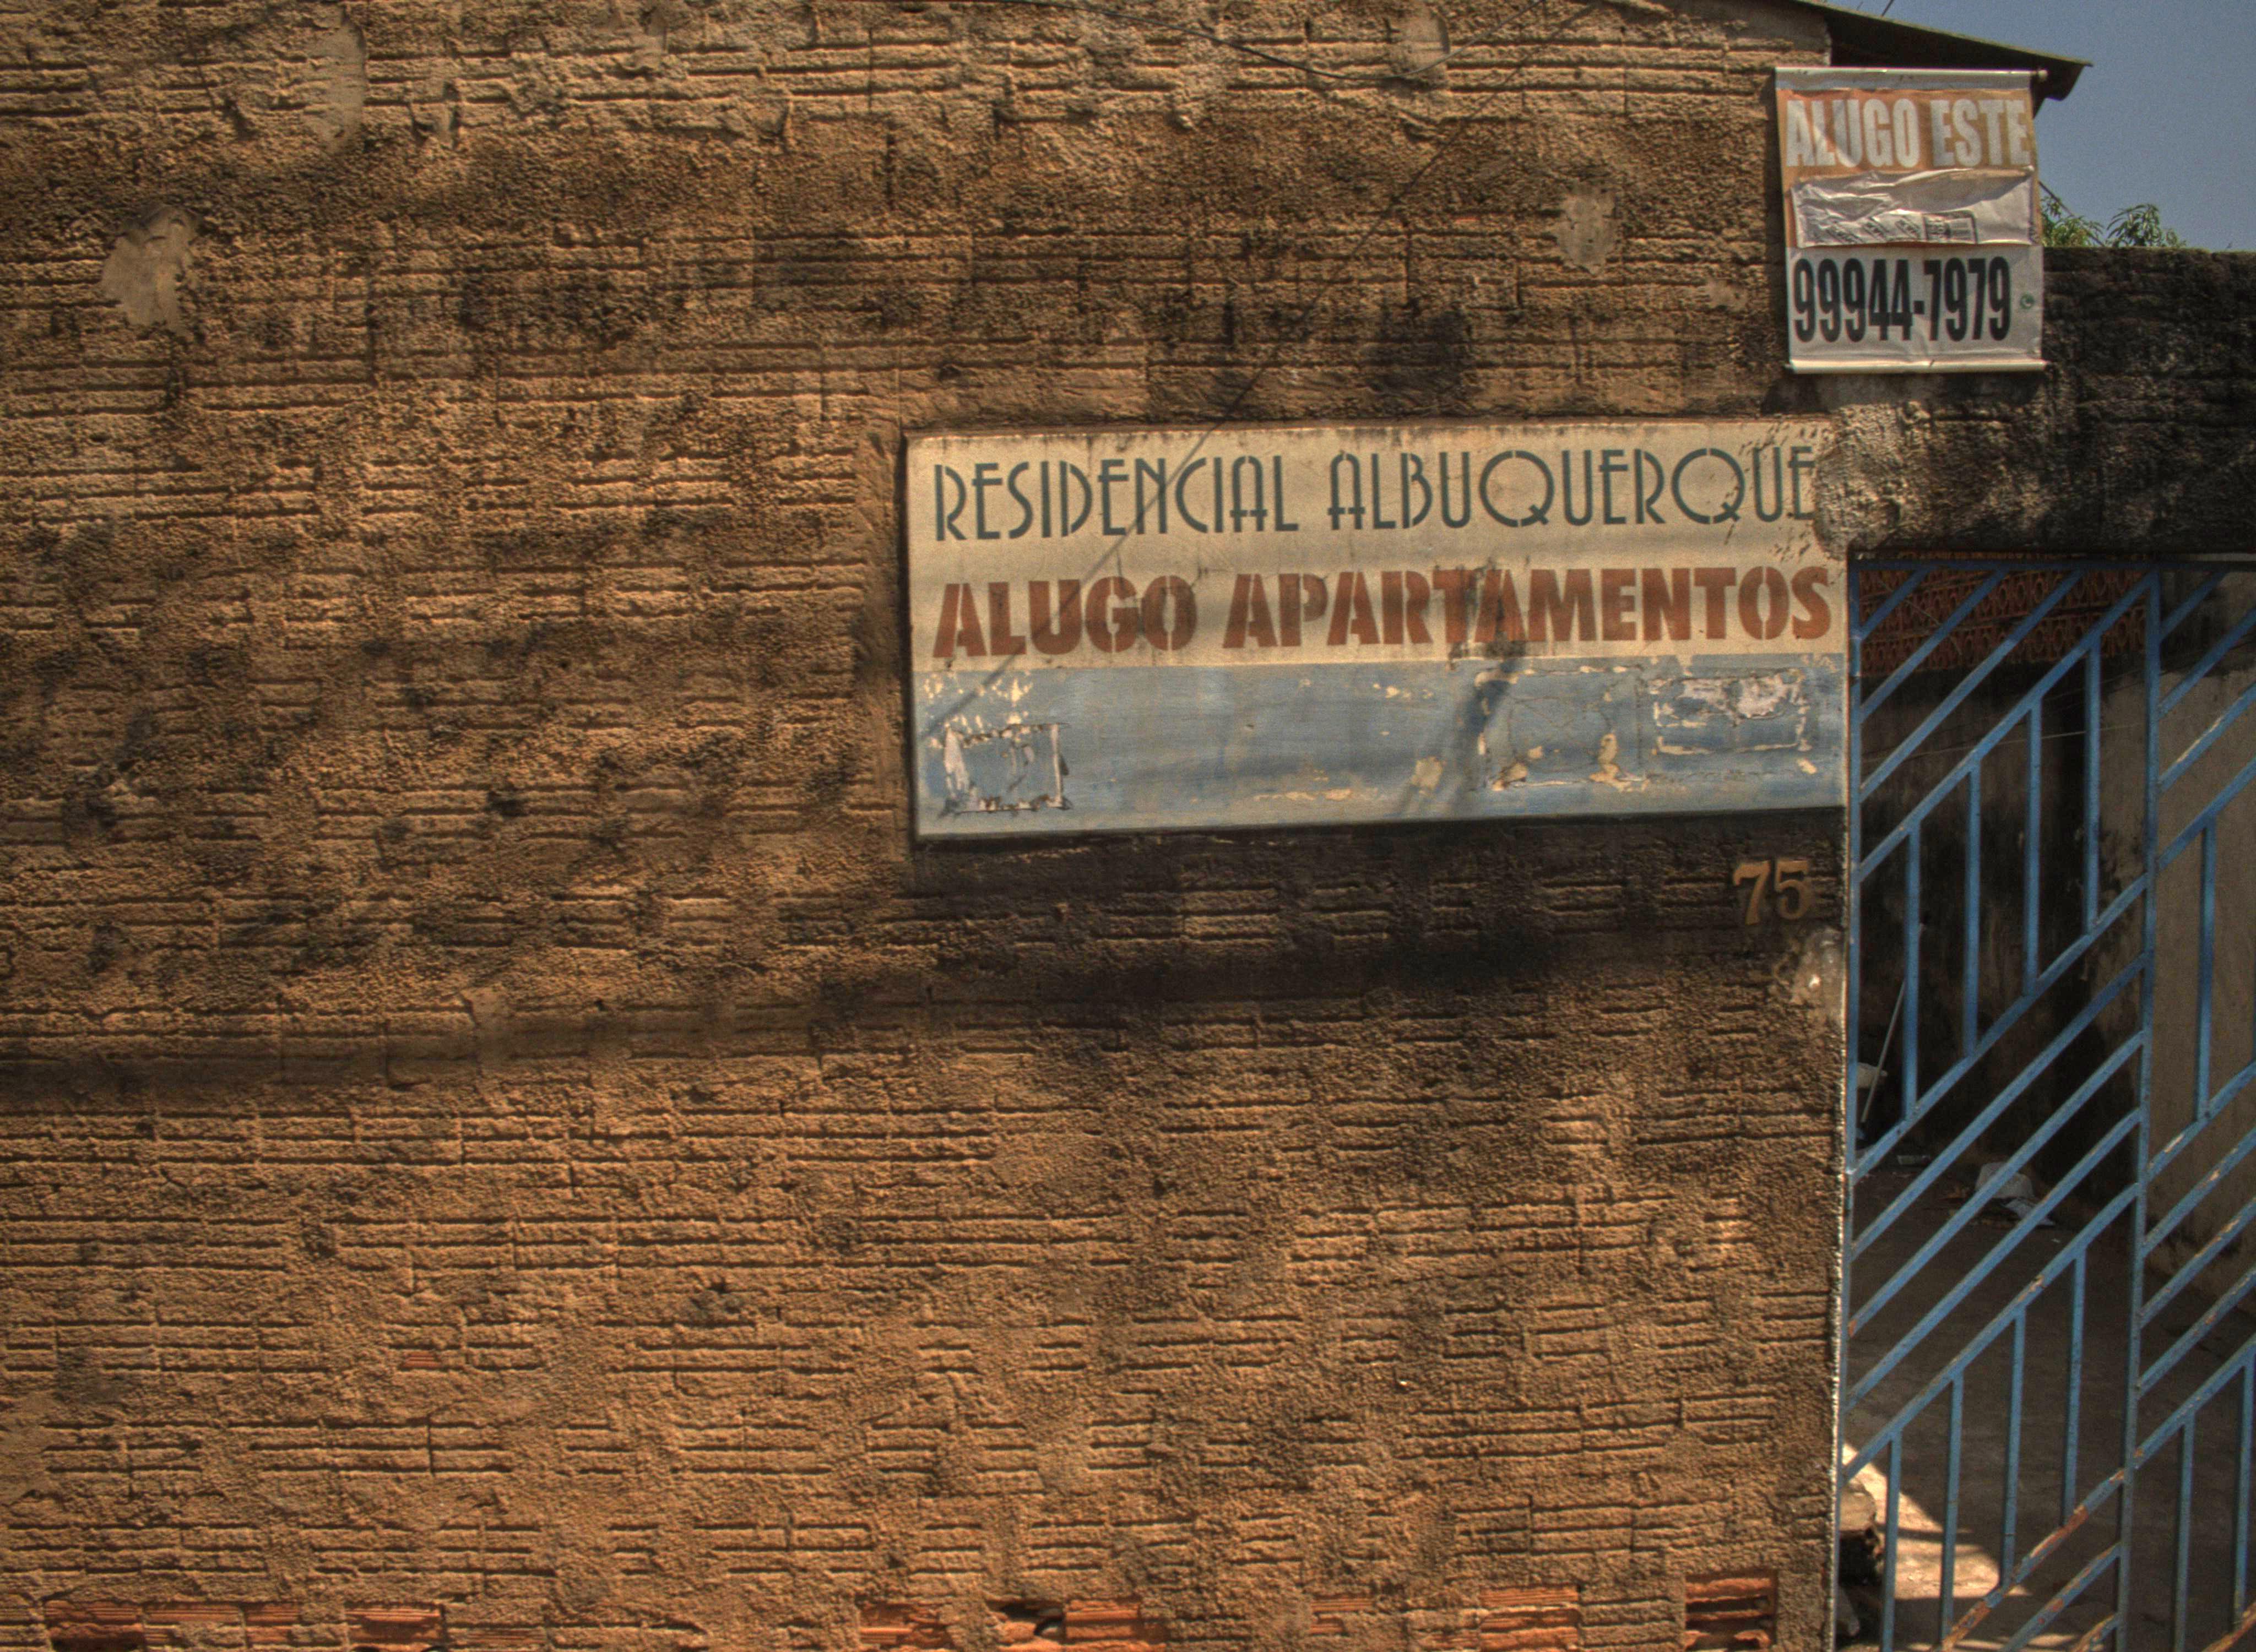 ALUGO ESTE
99944-7979
RESIDENCIAL ALBUQUERQUE
ALUGO APARTAMENTOS
75